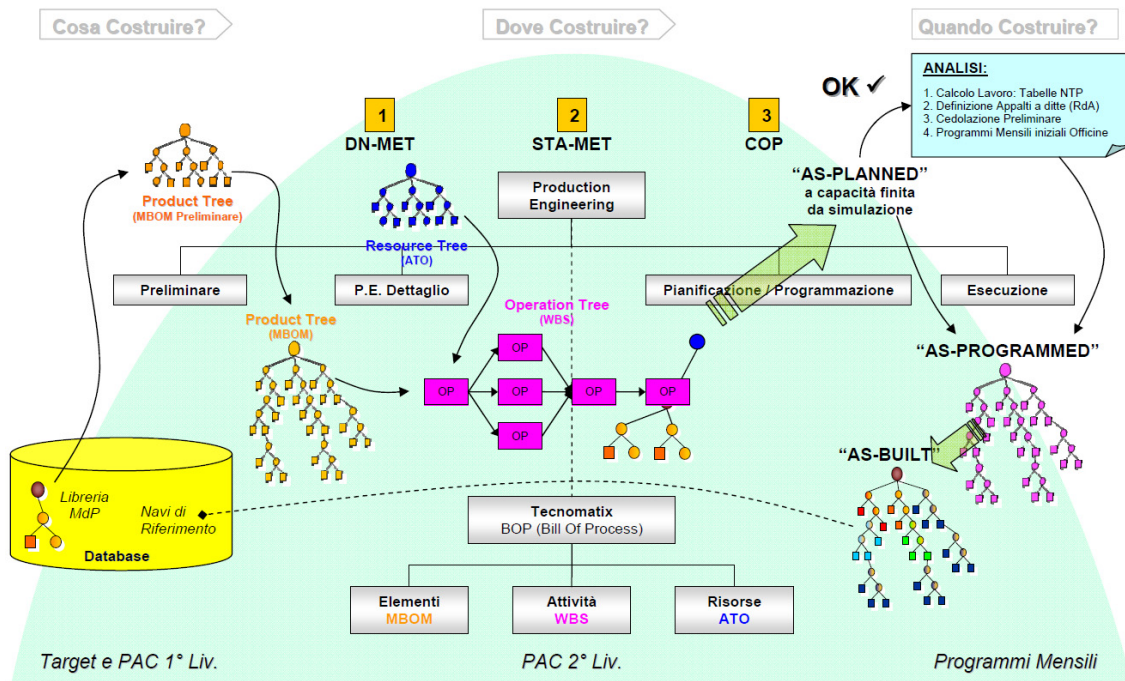 Cosa Costruire?
Dove Costruire?
Quando Costruire?
ANALISI:
1. Calcolo Lavoro: Tabelle NTP
2. Definizione Appalti a ditte (RdA)
3. Cedolazione Preliminare
4. Programmi Mensili iniziali Officine
OK ✓
1
DN-MET
2
STA-MET
3
COP
"AS-PLANNED"
a capacità finita
da simulazione
Product Tree
(MBOM Preliminare)
Resource Tree
(ATO)
Production
Engineering
Preliminare
P.E. Dettaglio
Pianificazione / Programmazione
Esecuzione
Product Tree
(MBOM)
Operation Tree
(WBS)
OP
OP
OP
OP
OP
OP
"AS-PROGRAMMED"
"AS-BUILT"
Libreria
MdP
Navi di
Riferimento
Database
Tecnomatix
BOP (Bill Of Process)
Elementi
MBOM
Attività
WBS
Risorse
ATO
Target e PAC 1° Liv.
PAC 2° Liv.
Programmi Mensili